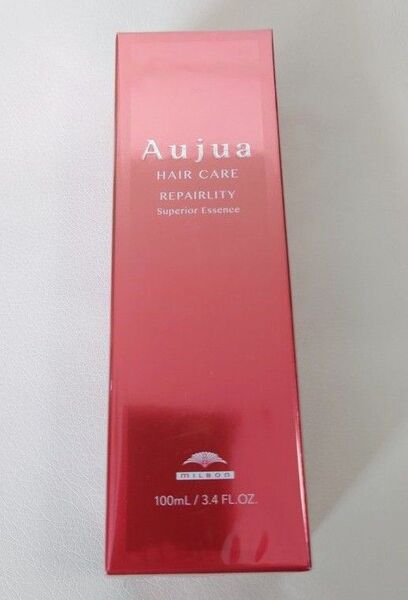 Aujua
HAIR CARE
REPAIRLITY
Superior Essence
milbon
100mL / 3.4 FL.OZ.